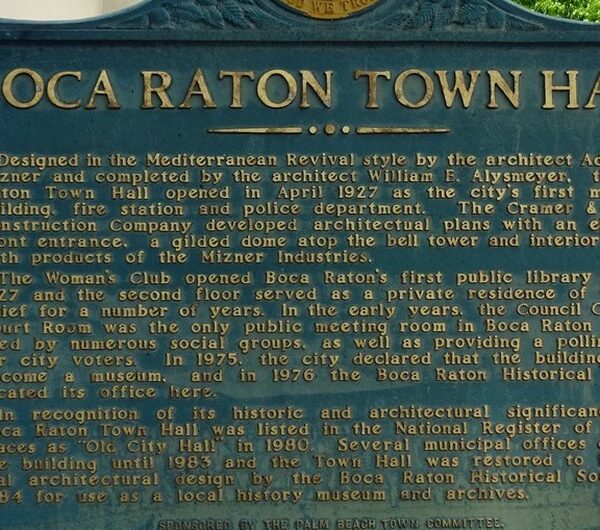 WE TRU
BOCA RATON TOWN HA
Designed in the Mediterranean Revival style by the architect Ad
zner and completed by the architect William F. Alysmeyer, t
ton Town Hall opened in April 1927 as the city's first m
ilding, fire station and police department. The Cramer &
nstruction Company developed architectual plans with an e
ont entrance, a gilded dome atop the bell tower and interior
th products of the Mizner Industries.
The Woman's Club opened Boca Raton's first public library
27 and the second floor served as a private residence of
ief for a number of years. In the early years, the Council C
ourt Room was the only public meeting room in Boca Raton
ed by numerous social groups, as well as providing a pollin
r city voters. In 1975, the city declared that the building
come a museum, and in 1976 the Boca Raton Historical
cated its office here.
In recognition of its historic and architectural significan
ca Raton Town Hall was listed in the National Register of
aces as "Old City Hall" in 1980. Several municipal offices
e building until 1983 and the Town Hall was restored to
al architectural design by the Boca Raton Historical So
84 for use as a local history museum and archives.
SPONSORED BY THE PALM BEACH TOWN COMMITTEE.